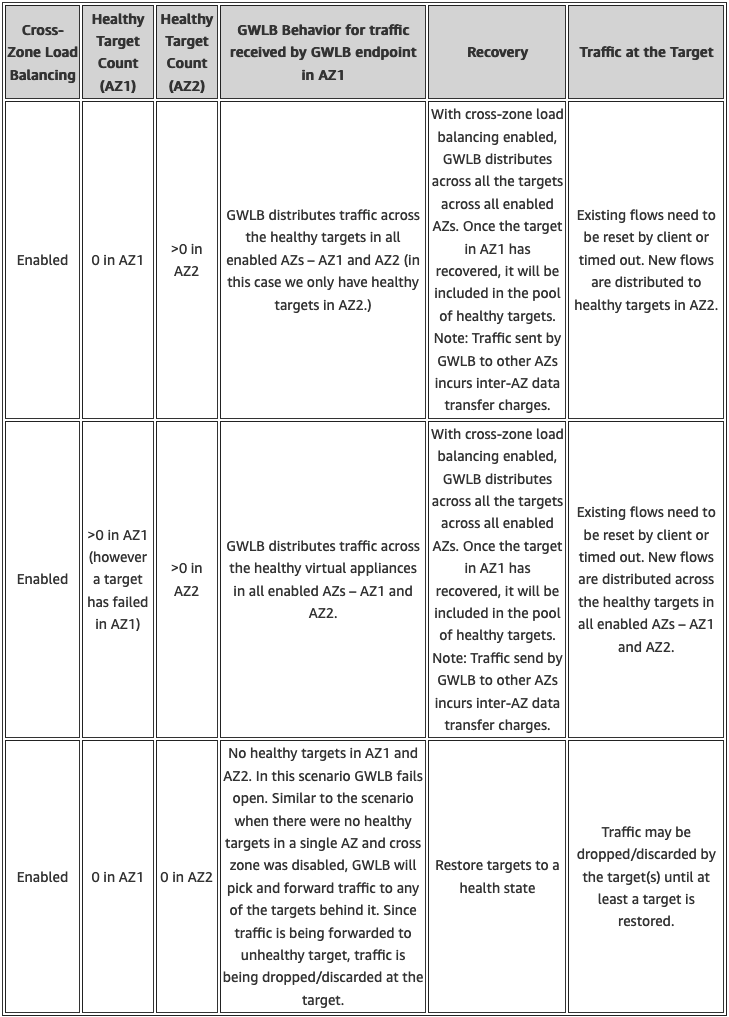 Cross-
Zone Load
Balancing
Healthy
Target
Count
(AZ1)
Healthy
Target
Count
(AZ2)
GWLB Behavior for traffic
received by GWLB endpoint
in AZ1
Recovery
Traffic at the Target
Enabled
0 in AZ1
>0 in
AZ2
GWLB distributes traffic across
the healthy targets in all
enabled AZs – AZ1 and AZ2 (in
this case we only have healthy
targets in AZ2.)
With cross-zone load
balancing enabled,
GWLB distributes
across all the targets
across all enabled
AZs. Once the target
in AZ1 has
recovered, it will be
included in the pool
of healthy targets.
Note: Traffic sent by
GWLB to other AZs
incurs inter-AZ data
transfer charges.
Existing flows need to
be reset by client or
timed out. New flows
are distributed to
healthy targets in AZ2.
Enabled
>0 in AZ1
(however
a target
has failed
in AZ1)
>0 in
AZ2
GWLB distributes traffic across
the healthy virtual appliances
in all enabled AZs – AZ1 and
AZ2.
With cross-zone load
balancing enabled,
GWLB distributes
across all the targets
across all enabled
AZs. Once the target
in AZ1 has
recovered, it will be
included in the pool
of healthy targets.
Note: Traffic send by
GWLB to other AZs
incurs inter-AZ data
transfer charges.
Existing flows need to
be reset by client or
timed out. New flows
are distributed across
the healthy targets in
all enabled AZs – AZ1
and AZ2.
Enabled
0 in AZ1
0 in AZ2
No healthy targets in AZ1 and
AZ2. In this scenario GWLB fails
open. Similar to the scenario
when there were no healthy
targets in a single AZ and cross
zone was disabled, GWLB will
pick and forward traffic to any
of the targets behind it. Since
traffic is being forwarded to
unhealthy target, traffic is
being dropped/discarded at the
target.
Restore targets to a
health state
Traffic may be
dropped/discarded by
the target(s) until at
least a target is
restored.